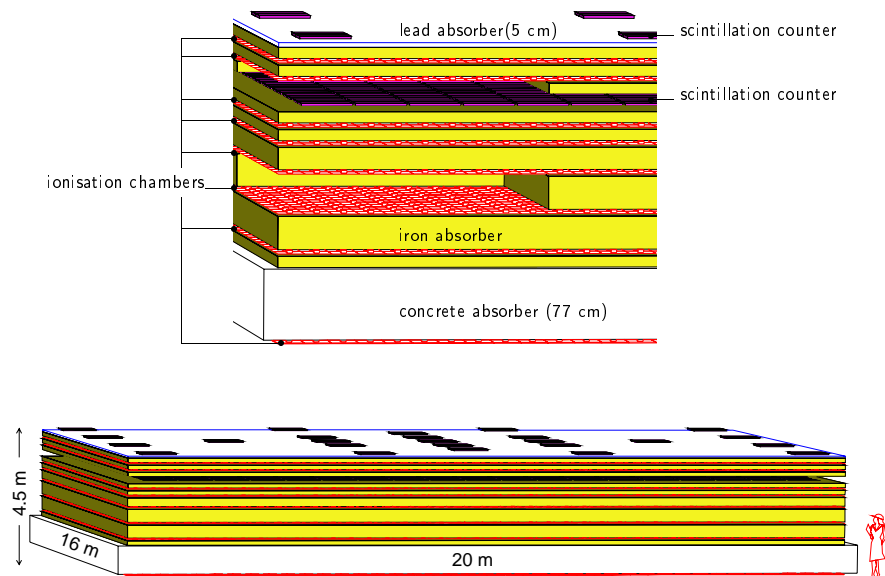 lead absorber(5 cm)
scintillation counter
scintillation counter
ionisation chambers
iron absorber
concrete absorber (77 cm)
4.5 m
16 m
20 m